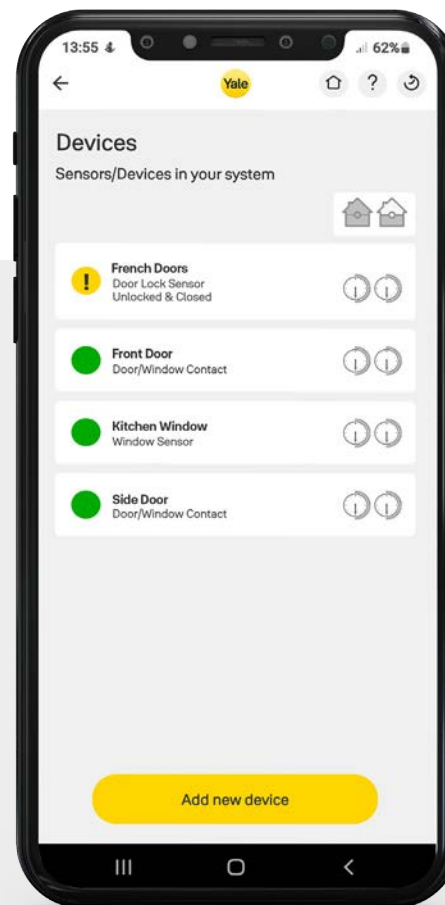 13:55
62%
Yale
?
Devices
Sensors/Devices in your system
!
French Doors
Door Lock Sensor
Unlocked & Closed
Front Door
Door/Window Contact
Kitchen Window
Window Sensor
Side Door
Door/Window Contact
Add new device